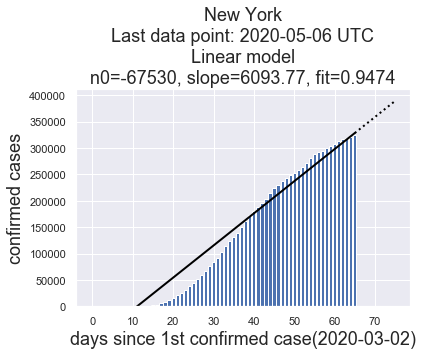 New York
Last data point: 2020-05-06 UTC
Linear model
n0=-67530, slope=6093.77, fit=0.9474
400000
350000
300000
250000
200000
150000
100000
50000
0
confirmed cases
0 10 20 30 40 50 60 70
days since 1st confirmed case(2020-03-02)